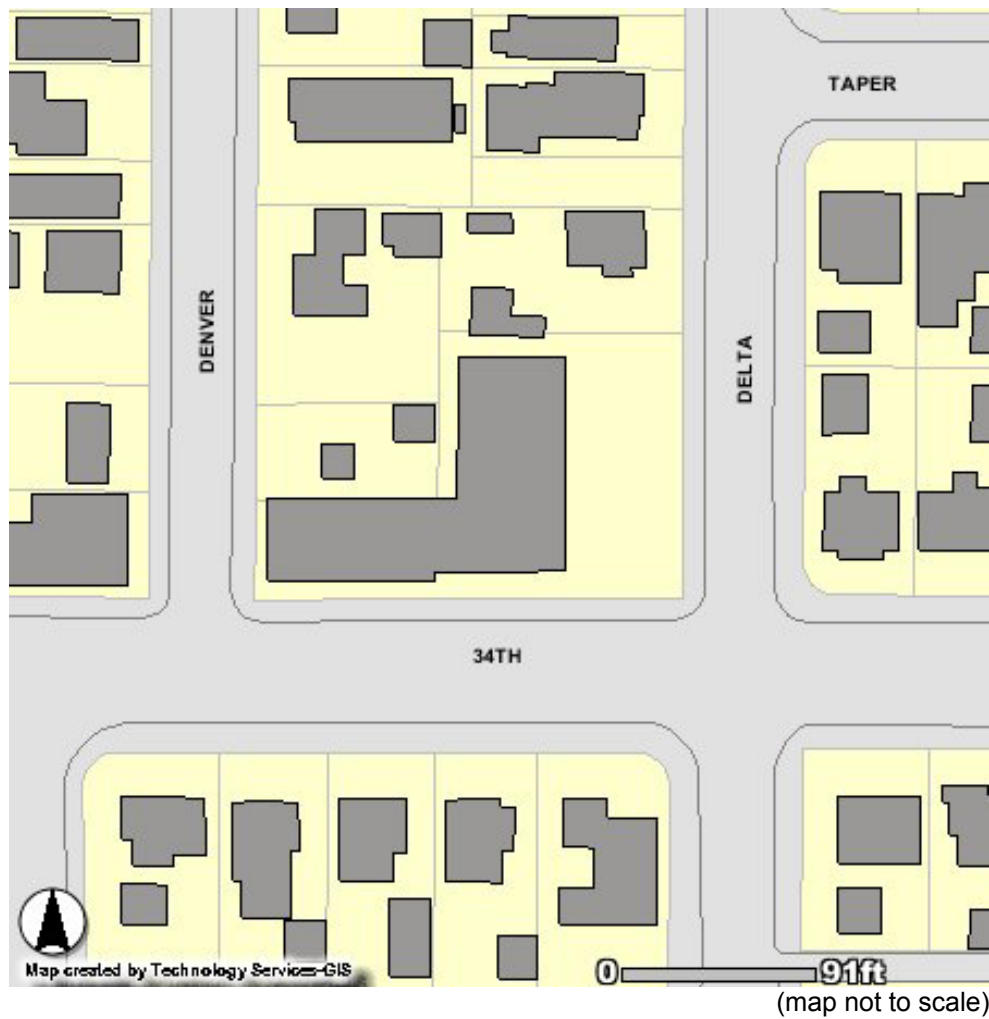 TAPER
DENVER
DELTA
34TH
Map created by Technology Services-GIS
0 91ft
(map not to scale)